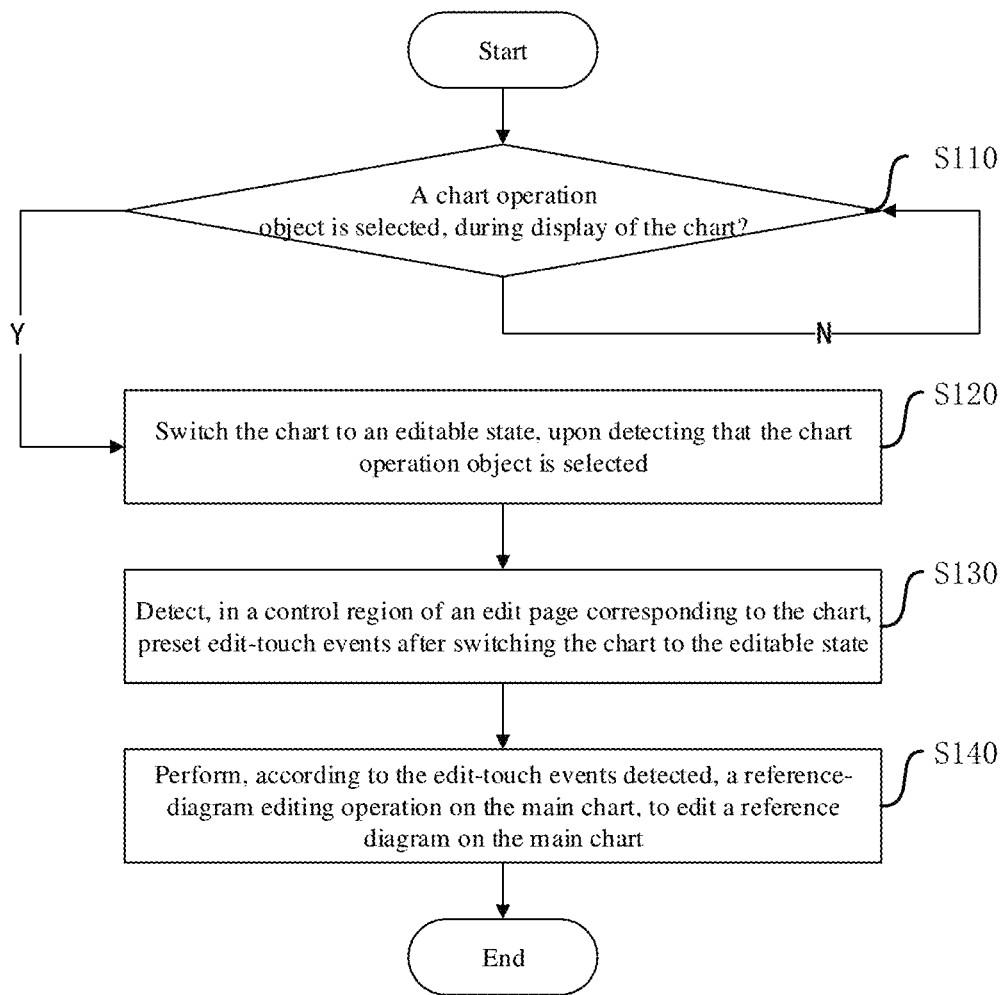 Start
S110
A chart operation
object is selected, during display of the chart?
Y
N
S120
Switch the chart to an editable state, upon detecting that the chart
operation object is selected
S130
Detect, in a control region of an edit page corresponding to the chart,
preset edit-touch events after switching the chart to the editable state
S140
Perform, according to the edit-touch events detected, a reference-
diagram editing operation on the main chart, to edit a reference
diagram on the main chart
End